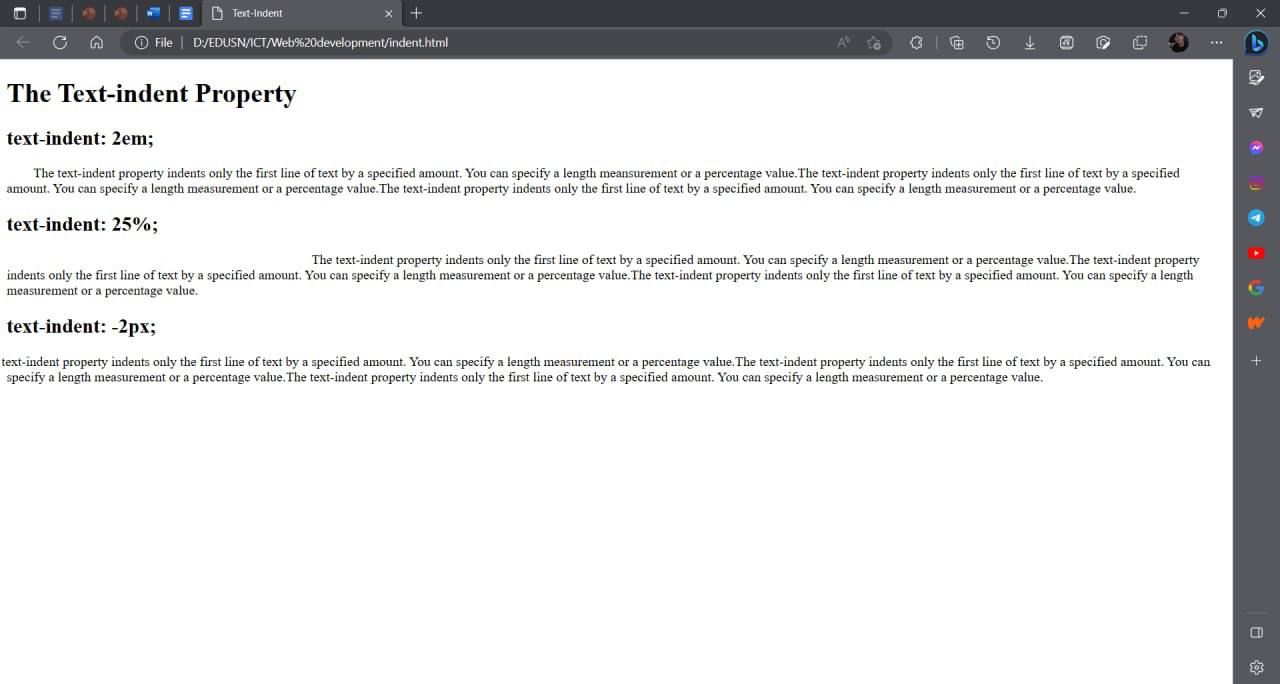 Text-Indent
File
D:/EDUSN/ICT/Web%20development/indent.html
The Text-indent Property
text-indent: 2em;
The text-indent property indents only the first line of text by a specified amount. You can specify a length meansurement or a percentage value.The text-indent property indents only the first line of text by a specified
amount. You can specify a length measurement or a percentage value.The text-indent property indents only the first line of text by a specified amount. You can specify a length measurement or a percentage value.
text-indent: 25%;
The text-indent property indents only the first line of text by a specified amount. You can specify a length measurement or a percentage value.The text-indent property
indents only the first line of text by a specified amount. You can specify a length measurement or a percentage value.The text-indent property indents only the first line of text by a specified amount. You can specify a length
measurement or a percentage value.
text-indent: -2px;
text-indent property indents only the first line of text by a specified amount. You can specify a length measurement or a percentage value.The text-indent property indents only the first line of text by a specified amount. You can
specify a length measurement or a percentage value.The text-indent property indents only the first line of text by a specified amount. You can specify a length measurement or a percentage value.